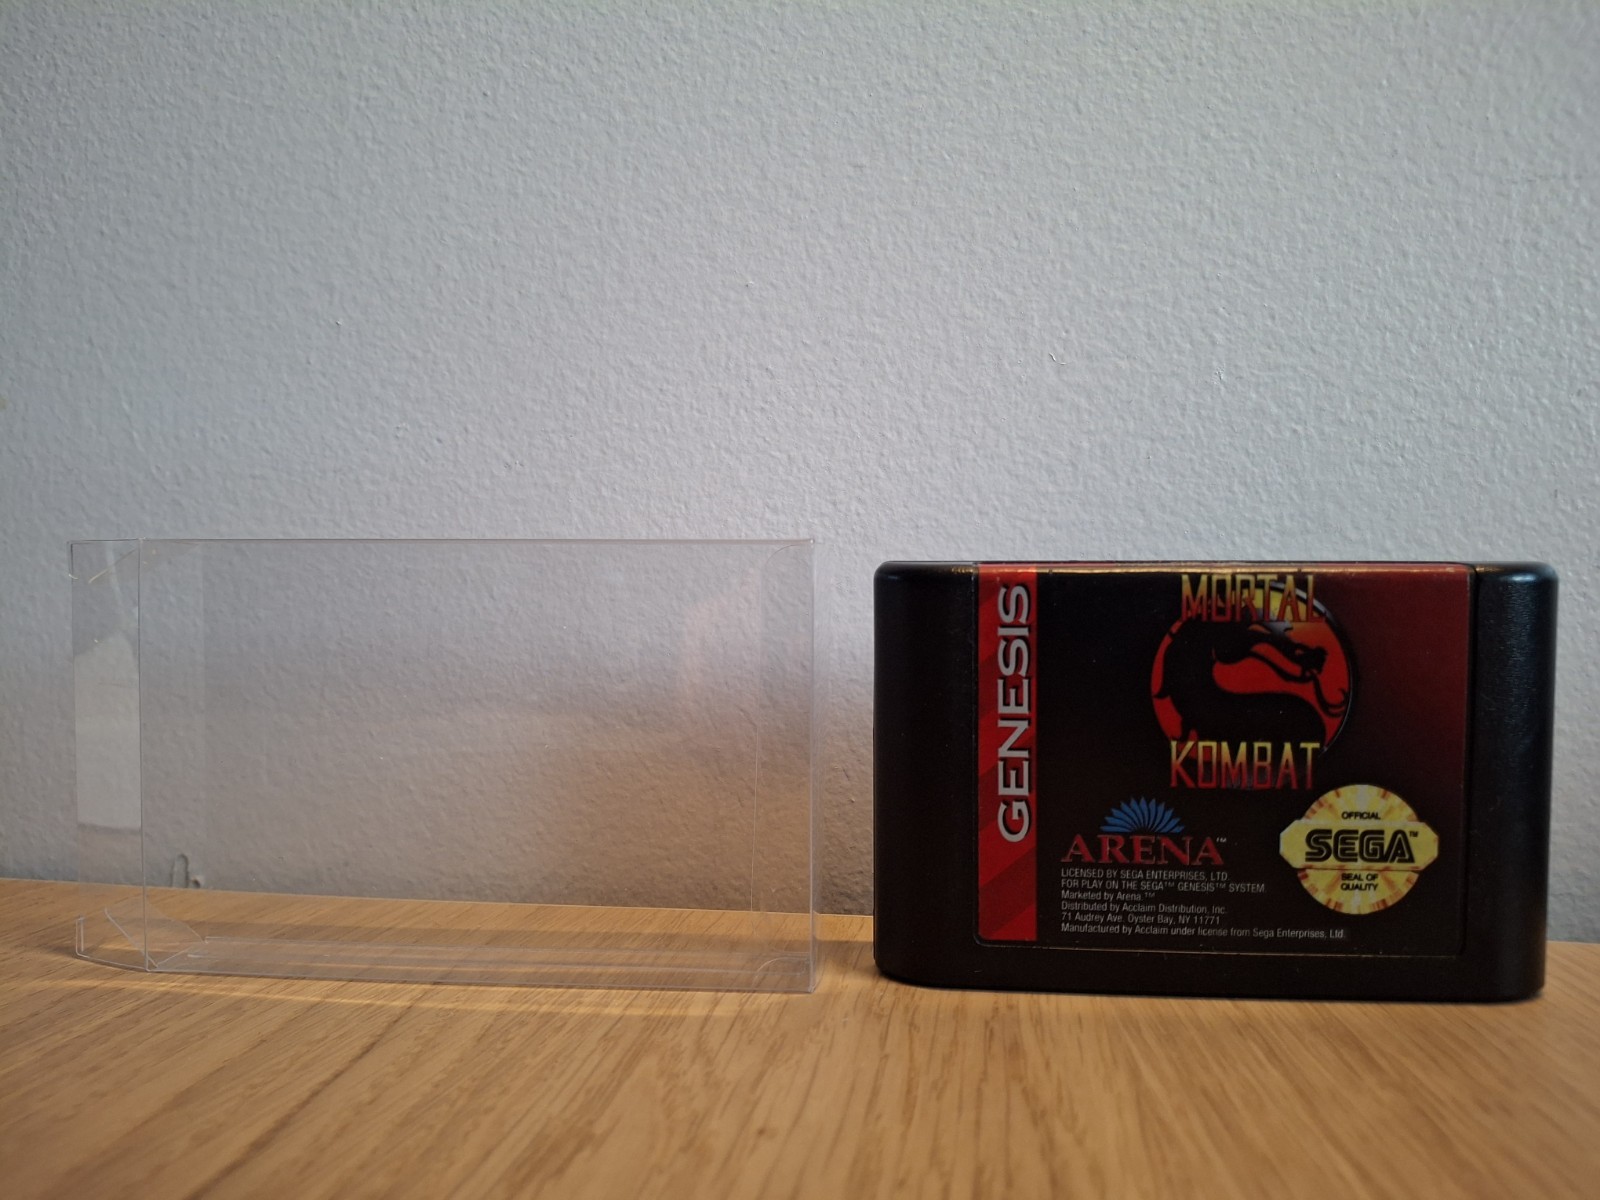 GENESIS
MORTAL
KOMBAT
ARENA™
LICENSED BY SEGA ENTERPRISES, LTD.
FOR PLAY ON THE SEGA™ GENESIS™ SYSTEM
Marketed by Arena.™
Distributed by Acclaim Distribution, Inc.
71 Audrey Ave. Oyster Bay, NY 11771
Manufactured by Acclaim under license from Sega Enterprises, Ltd.
OFFICIAL
SEGA™
SEAL OF
QUALITY